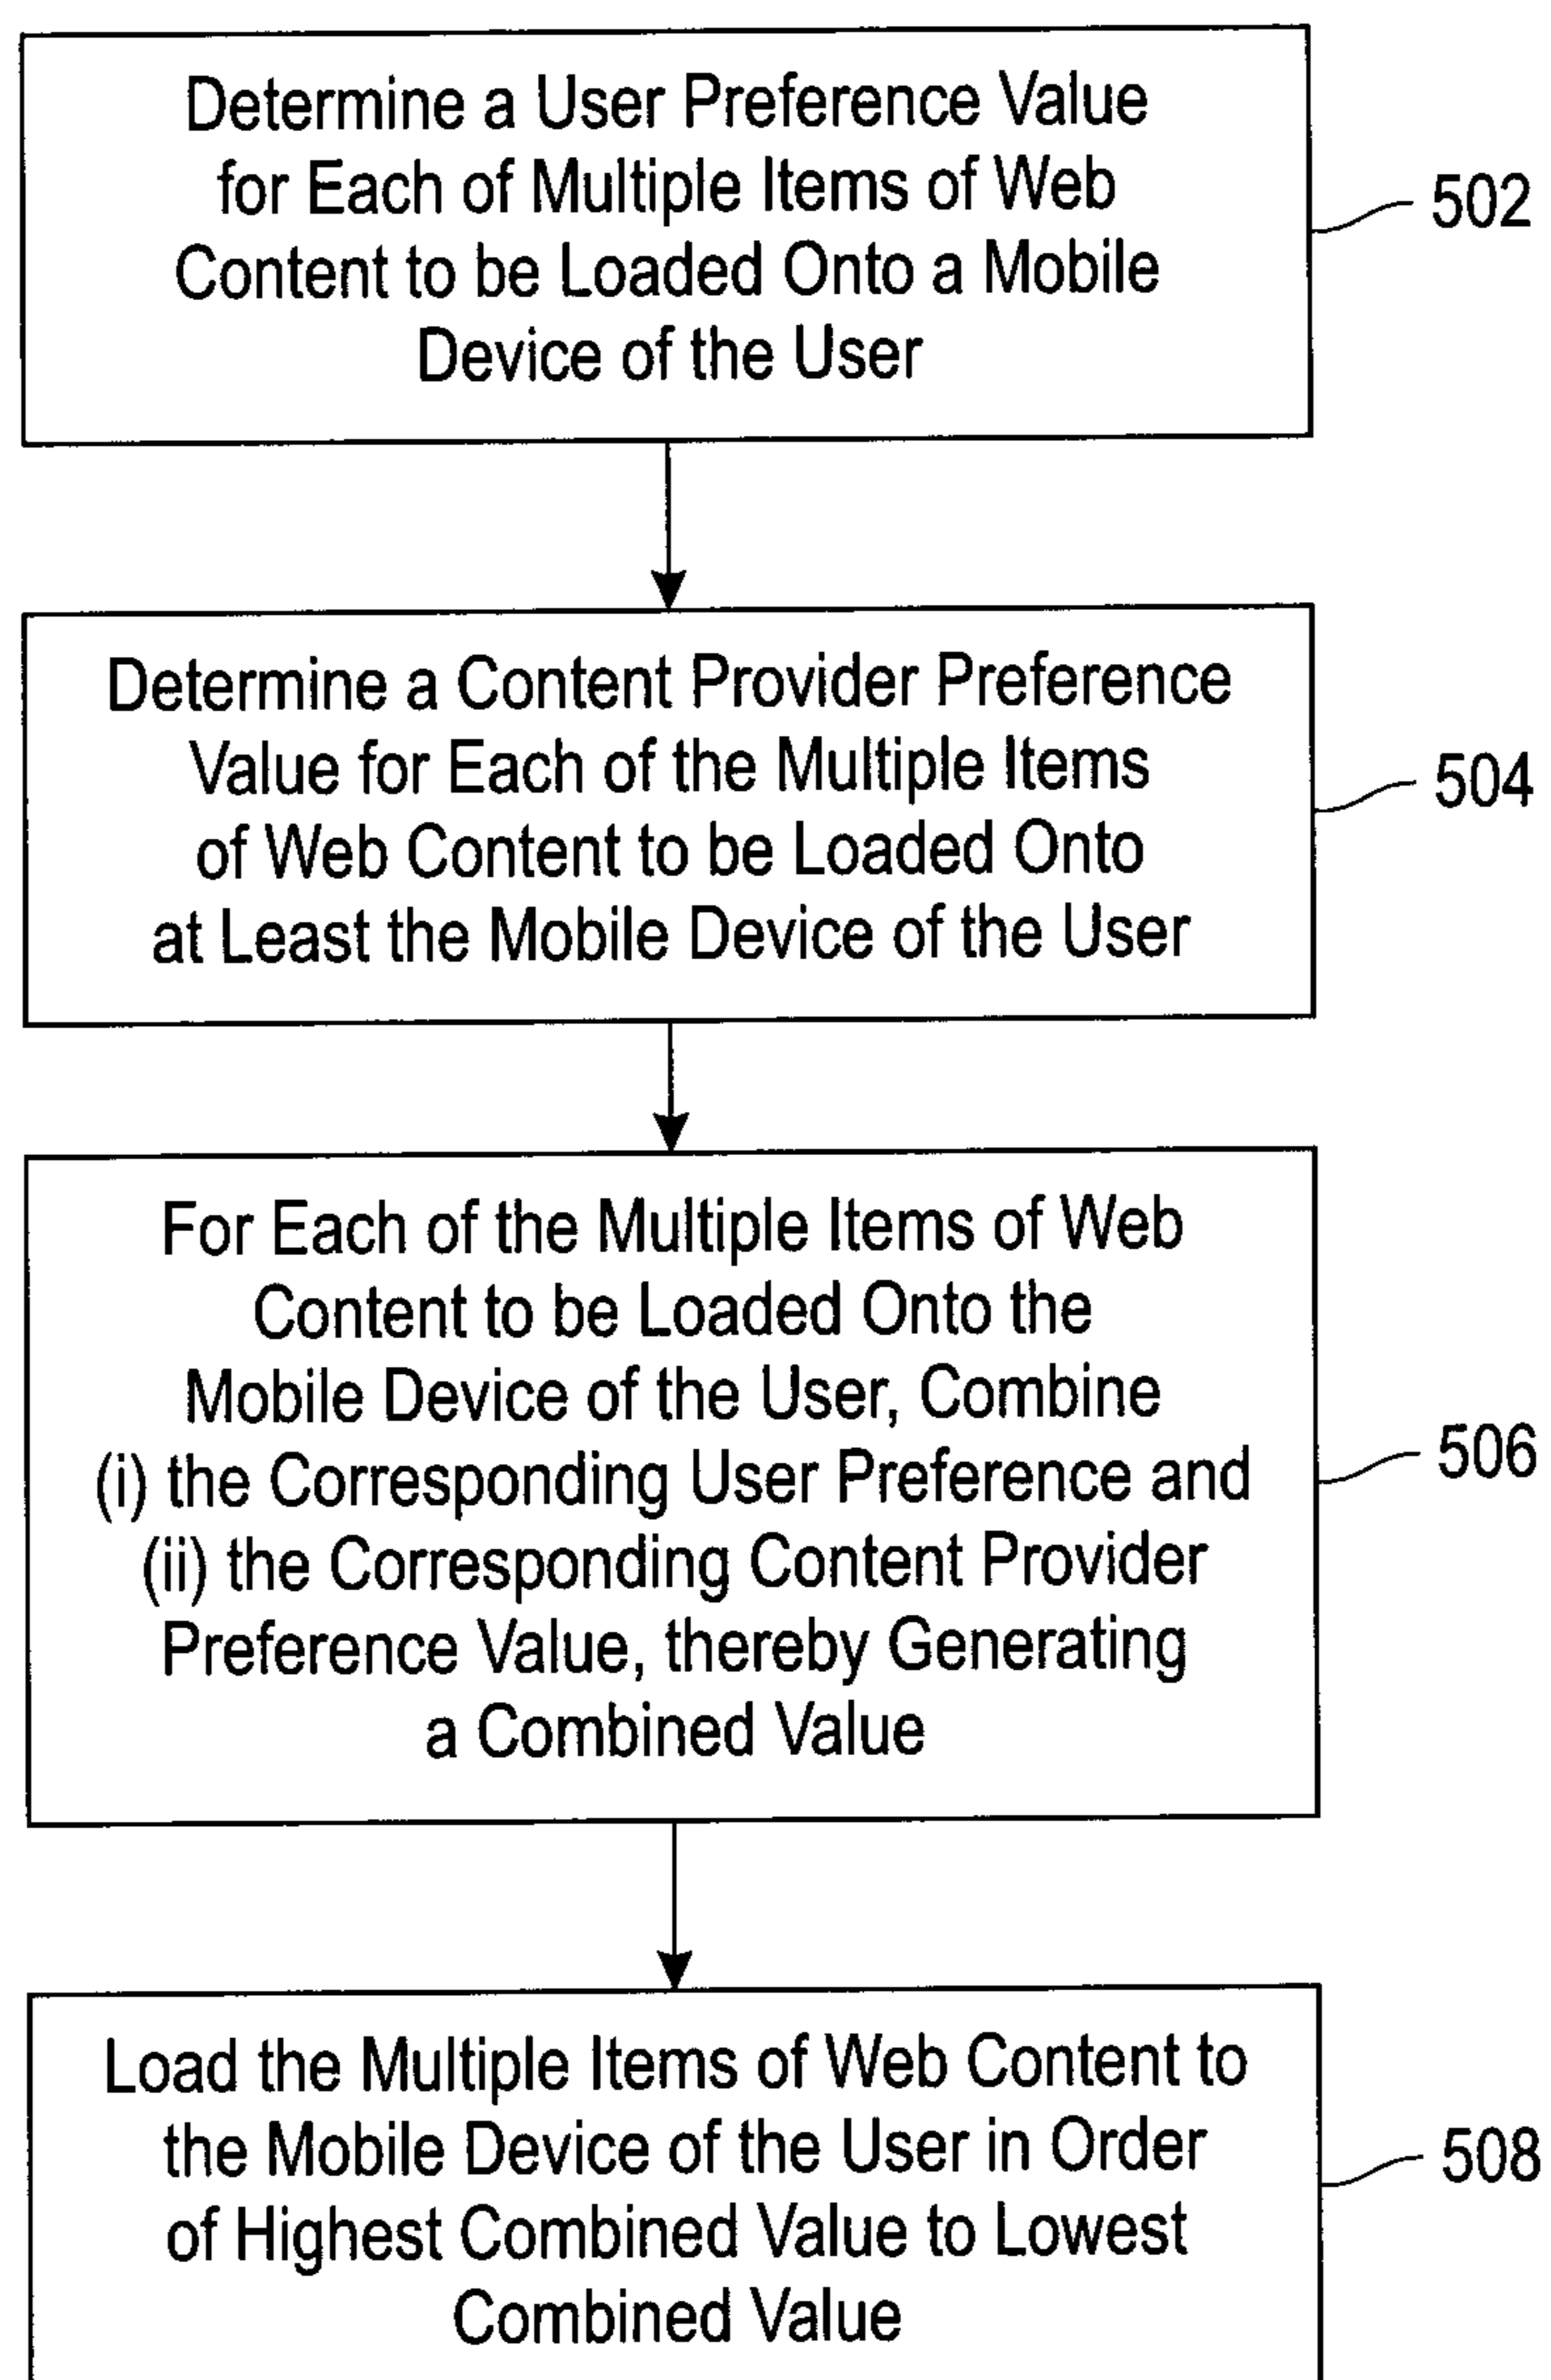 Determine a User Preference Value
for Each of Multiple Items of Web
Content to be Loaded Onto a Mobile
Device of the User
502
Determine a Content Provider Preference
Value for Each of the Multiple Items
of Web Content to be Loaded Onto
at Least the Mobile Device of the User
504
For Each of the Multiple Items of Web
Content to be Loaded Onto the
Mobile Device of the User, Combine
(i) the Corresponding User Preference and
(ii) the Corresponding Content Provider
Preference Value, thereby Generating
a Combined Value
506
Load the Multiple Items of Web Content to
the Mobile Device of the User in Order
of Highest Combined Value to Lowest
Combined Value
508